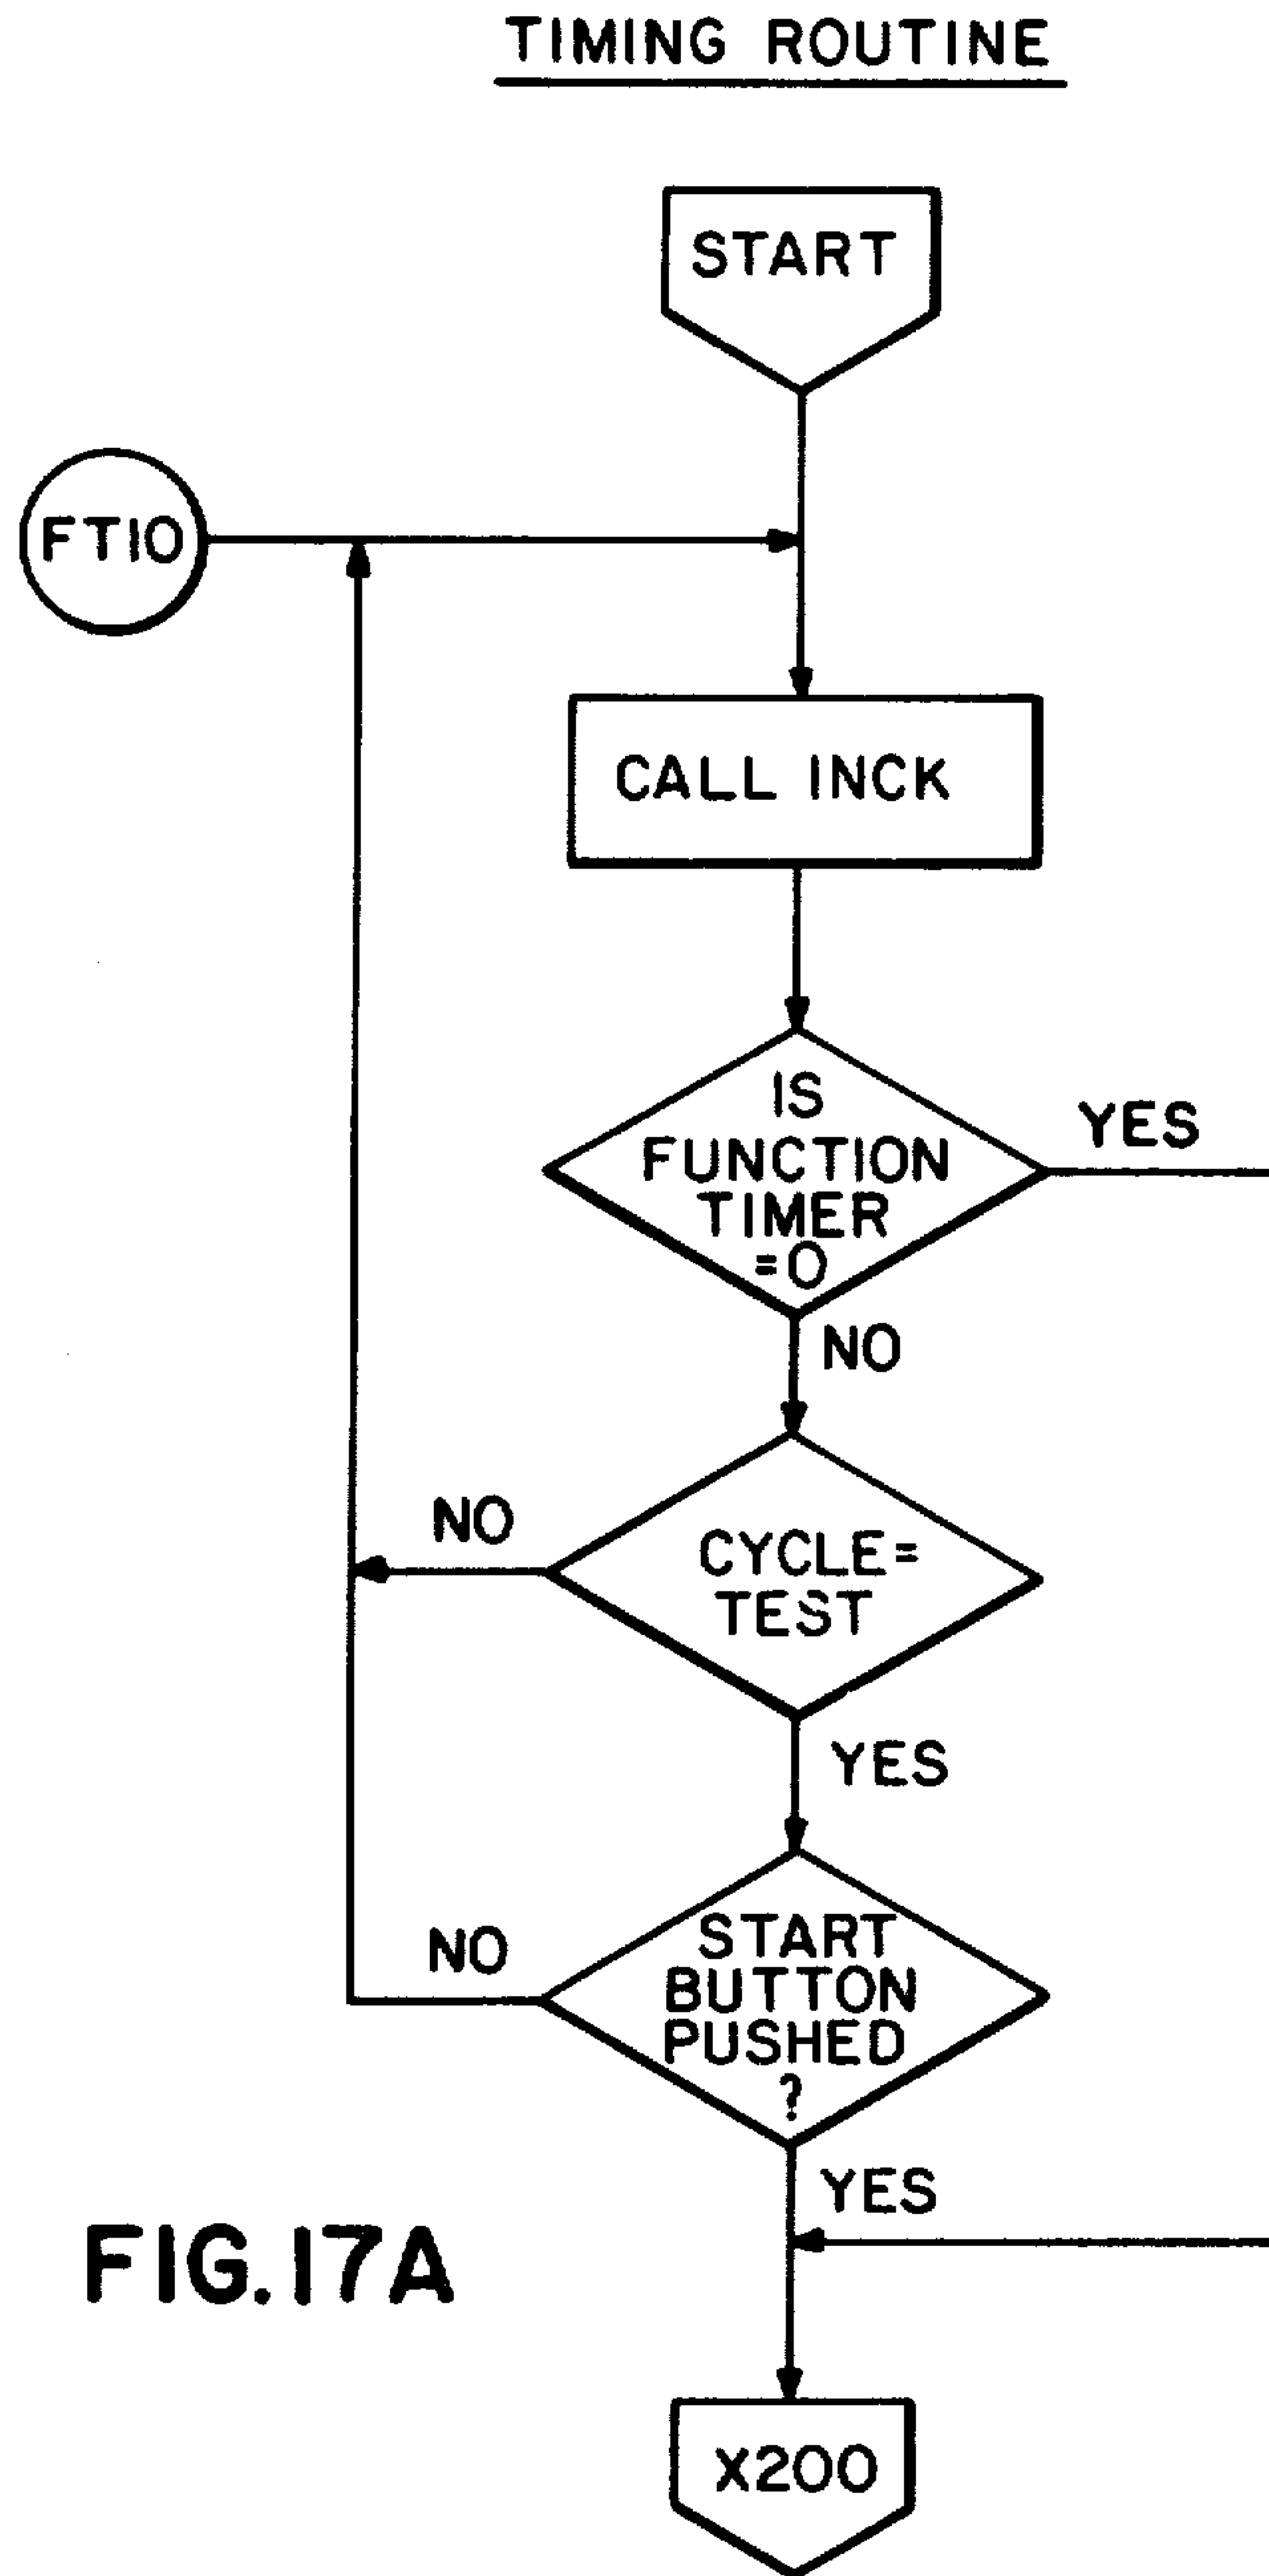 TIMING ROUTINE
START
FT10
CALL INCK
IS
FUNCTION
TIMER
=0
YES
NO
CYCLE=
TEST
NO
YES
START
BUTTON
PUSHED
?
NO
YES
X200
FIG.17A